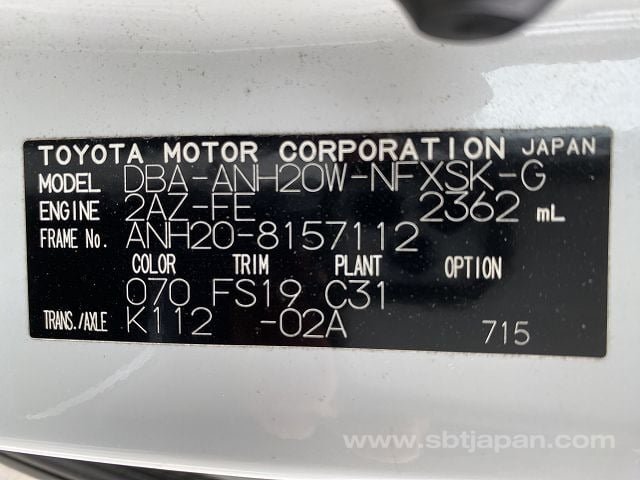 TOYOTA MOTOR CORPORATION JAPAN
MODEL DBA-ANH20W-NFXSK-G
ENGINE 2AZ-FE 2362 mL
FRAME No. ANH20-8157112
COLOR TRIM PLANT OPTION
070 FS19 C31
TRANS./AXLE K112 -02A 715
www.sbtjapan.com